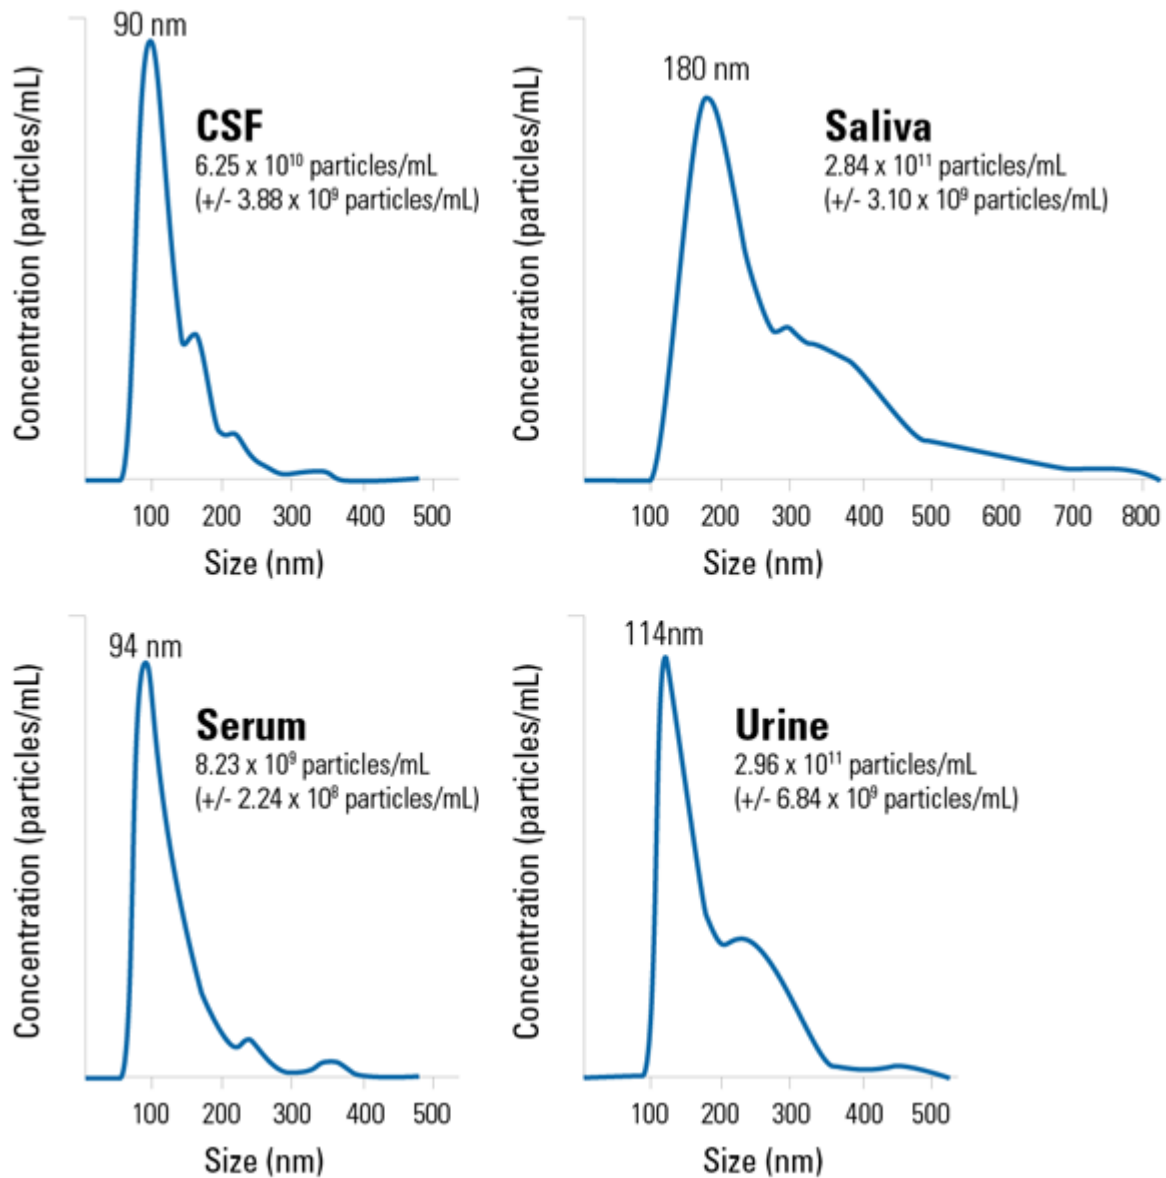 90 nm
CSF
6.25 x 10¹⁰ particles/mL
(+/- 3.88 x 10⁹ particles/mL)
Concentration (particles/mL)
100 200 300 400 500
Size (nm)
180 nm
Saliva
2.84 x 10¹¹ particles/mL
(+/- 3.10 x 10⁹ particles/mL)
Concentration (particles/mL)
100 200 300 400 500 600 700 800
Size (nm)
94 nm
Serum
8.23 x 10⁹ particles/mL
(+/- 2.24 x 10⁸ particles/mL)
Concentration (particles/mL)
100 200 300 400 500
Size (nm)
114nm
Urine
2.96 x 10¹¹ particles/mL
(+/- 6.84 x 10⁹ particles/mL)
Concentration (particles/mL)
100 200 300 400 500
Size (nm)